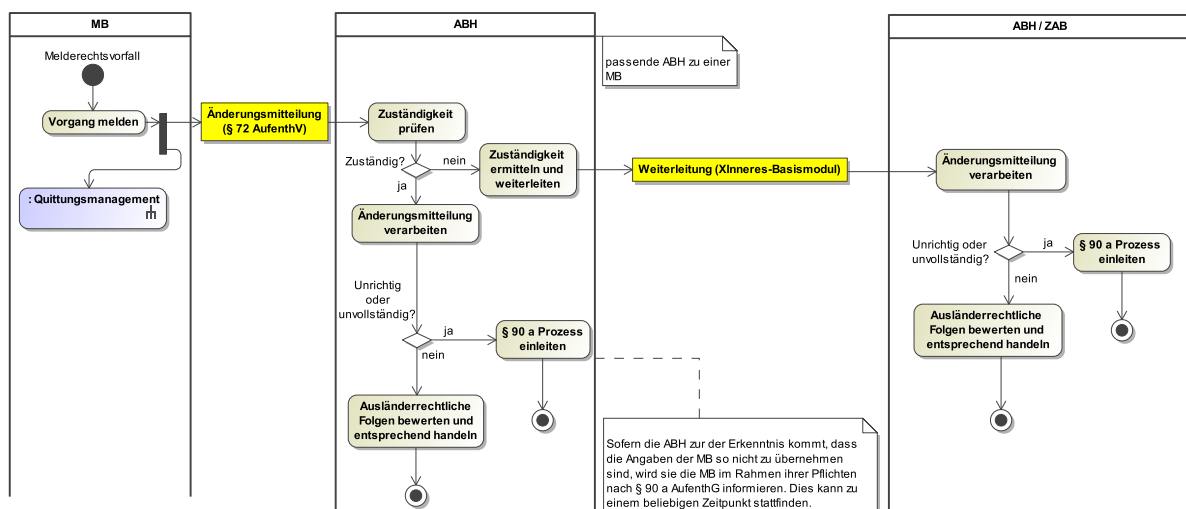 MB
ABH
ABH / ZAB
Melderechtsvorfall
Vorgang melden
: Quittungsmanagement
Änderungsmitteilung
(§ 72 AufenthV)
passende ABH zu einer
MB
Zuständigkeit
prüfen
Zuständig?
nein
ja
Zuständigkeit
ermitteln und
weiterleiten
Weiterleitung (XInneres-Basismodul)
Änderungsmitteilung
verarbeiten
Unrichtig
oder
unvollständig?
ja
nein
§ 90 a Prozess
einleiten
Ausländerrechtliche
Folgen bewerten und
entsprechend handeln
Sofern die ABH zur der Erkenntnis kommt, dass
die Angaben der MB so nicht zu übernehmen
sind, wird sie die MB im Rahmen ihrer Pflichten
nach § 90 a AufenthG informieren. Dies kann zu
einem beliebigen Zeitpunkt stattfinden.
Änderungsmitteilung
verarbeiten
Unrichtig oder
unvollständig?
ja
nein
§ 90 a Prozess
einleiten
Ausländerrechtliche
Folgen bewerten und
entsprechend handeln